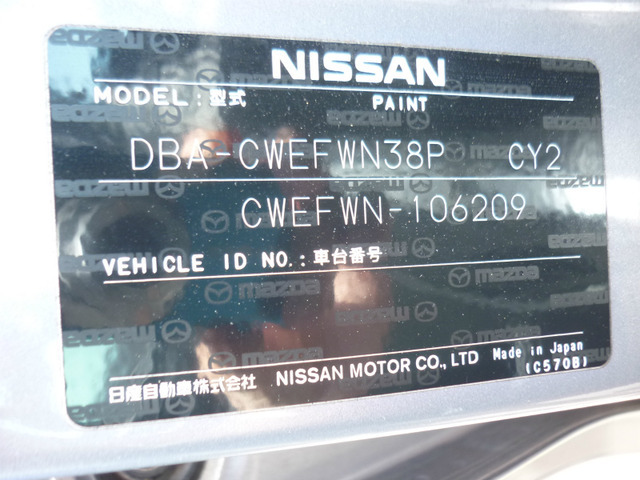 NISSAN
MODEL:型式 PAINT
DBA-CWEFWN38P CY2
CWEFWN-106209
VEHICLE ID NO.:車台番号
日産自動車株式会社 NISSAN MOTOR CO., LTD Made in Japan
(C570B)